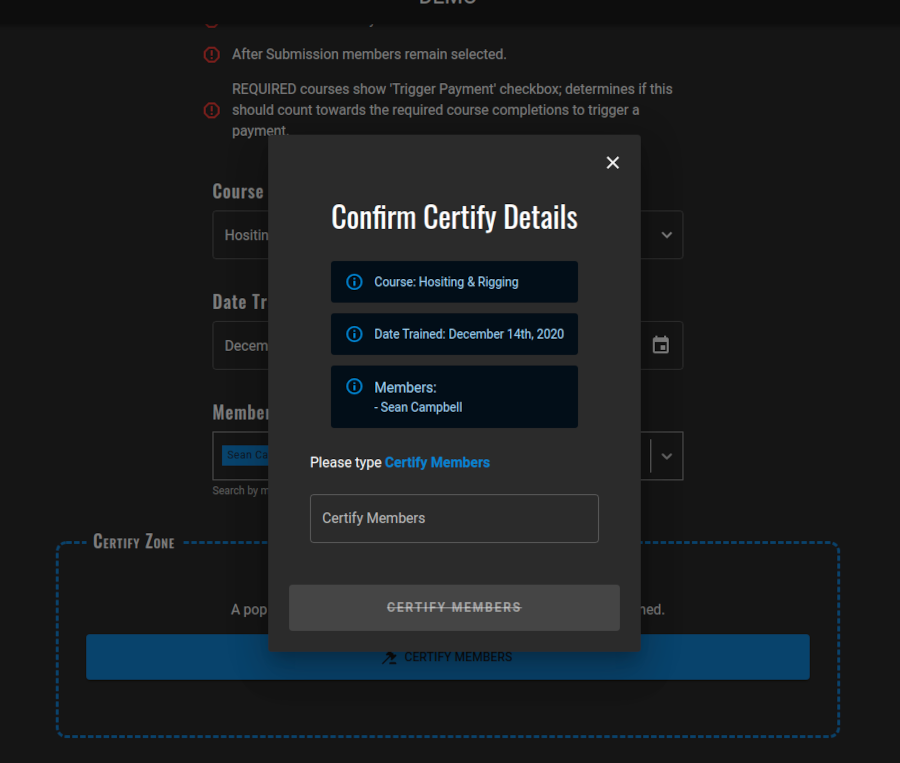 DEMO
After Submission members remain selected.
REQUIRED courses show 'Trigger Payment' checkbox; determines if this
should count towards the required course completions to trigger a
payment.
Confirm Certify Details
Course
Hositin
Course: Hositing & Rigging
Date Tr
Decem
Date Trained: December 14th, 2020
Members:
- Sean Campbell
Member
Sean Ca
Search by m
Please type Certify Members
Certify Members
Certify Zone
A pop
ned.
CERTIFY MEMBERS
CERTIFY MEMBERS